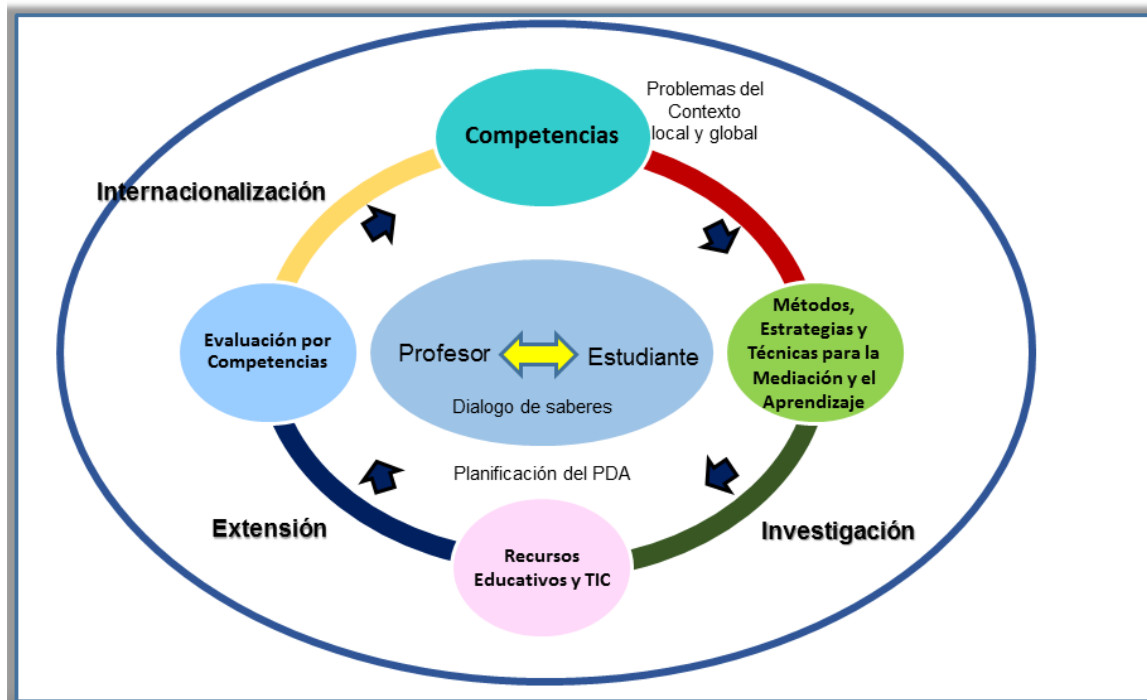 Competencias
Problemas del
Contexto
local y global
Internacionalización
Evaluación por
Competencias
Profesor
Estudiante
Dialogo de saberes
Métodos,
Estrategias y
Técnicas para la
Mediación y el
Aprendizaje
Planificación del PDA
Extensión
Investigación
Recursos
Educativos y TIC